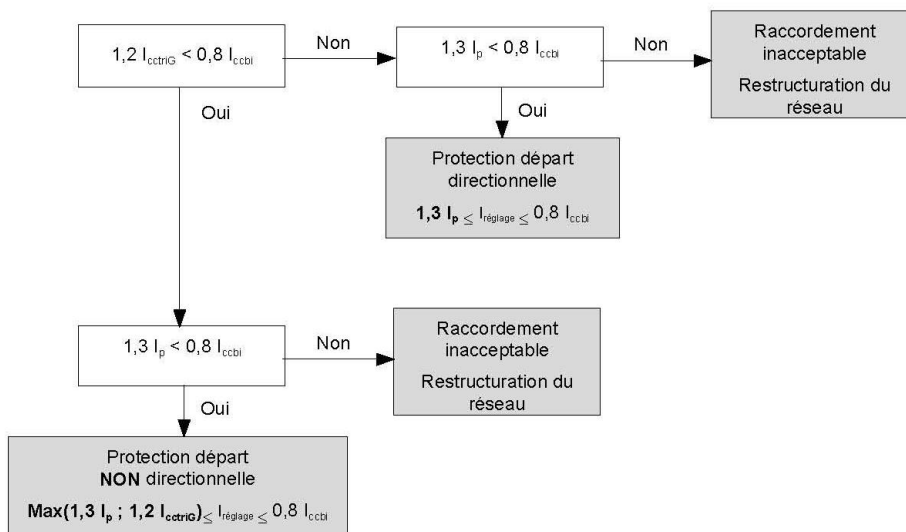 1,2 IcctriG < 0,8 Iccbi
Non
1,3 Ip < 0,8 Iccbi
Non
Raccordement
inacceptable
Restructuration du
réseau
Oui
Oui
Protection départ
directionnelle
1,3 Ip ≤ Iréglage ≤ 0,8 Iccbi
1,3 Ip < 0,8 Iccbi
Non
Raccordement
inacceptable
Restructuration du
réseau
Oui
Protection départ
NON directionnelle
Max(1,3 Ip ; 1,2 IcctriG) ≤ Iréglage ≤ 0,8 Iccbi